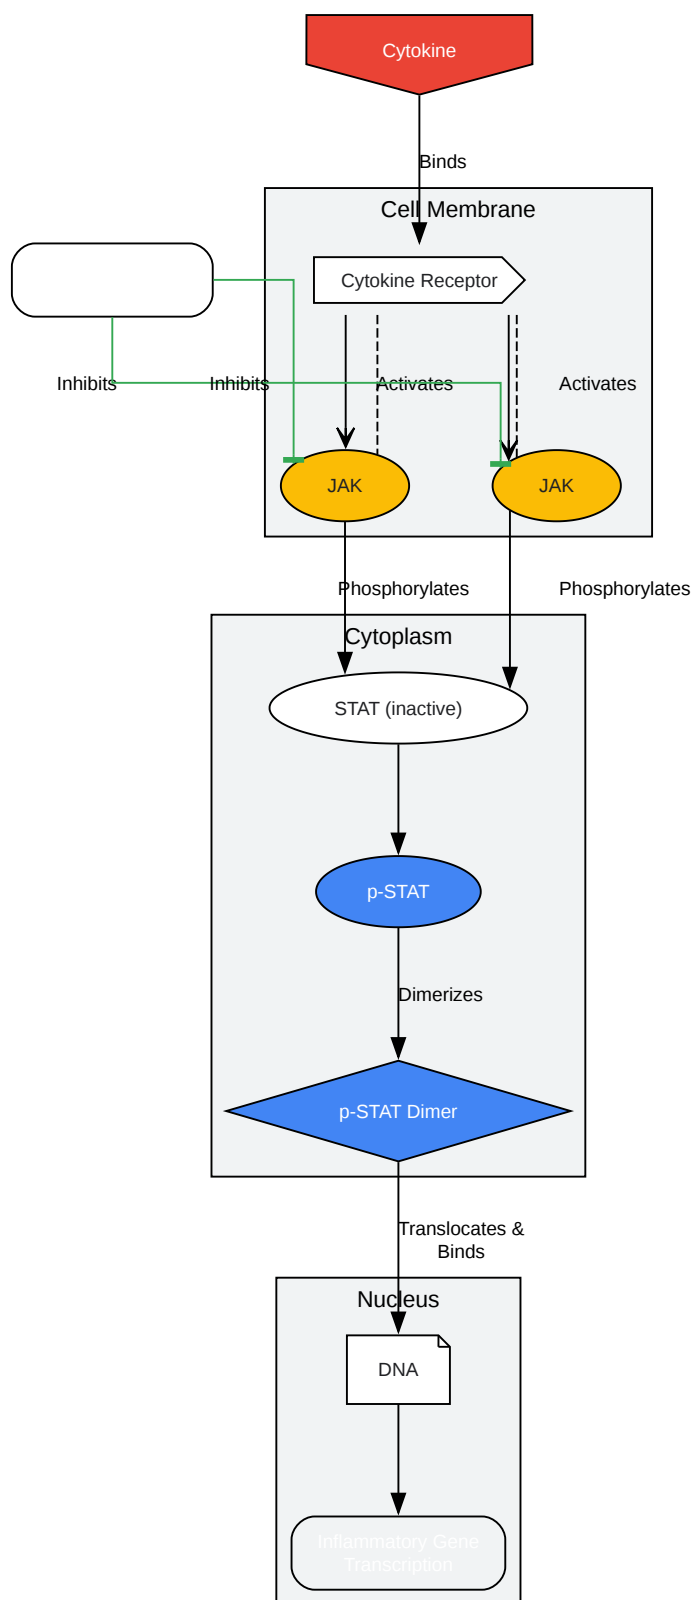 Cytokine
Binds
Cell Membrane
Cytokine Receptor
Inhibits
Inhibits
Activates
Activates
JAK
JAK
Phosphorylates
Phosphorylates
Cytoplasm
STAT (inactive)
p-STAT
Dimerizes
p-STAT Dimer
Translocates &
Binds
Nucleus
DNA
Inflammatory Gene
Transcription